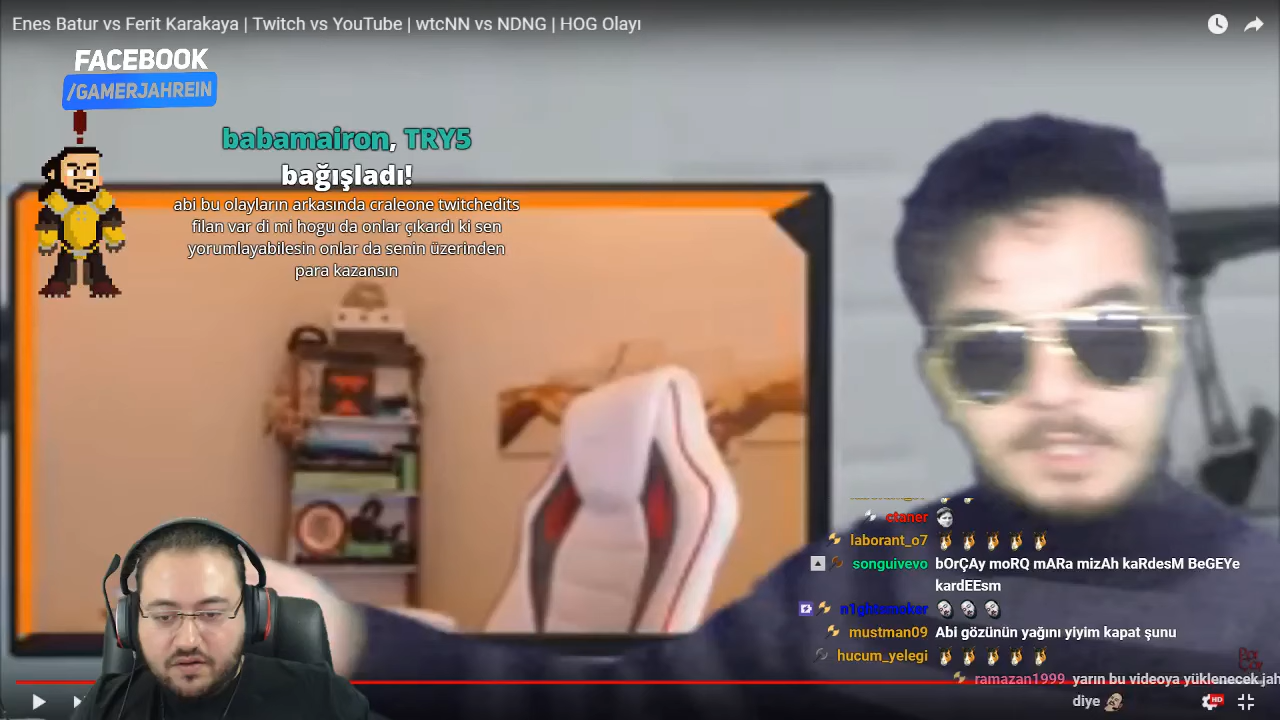 Enes Batur vs Ferit Karakaya | Twitch vs YouTube | wtcNN vs NDNG | HOG Olayı
FACEBOOK
/GAMERJAHREIN
babamairon, TRY5
bağışladı!
abi bu olayların arkasında craleone twitchedits
filan var di mi hogu da onlar çıkardı ki sen
yorumlayabilesin onlar da senin üzerinden
para kazansın
ctaner
laborant_o7
songuivevo bOrÇAy moRQ mARa mizAh kaRdesM BeGEYe
kardEEsm
n1ghtsmoker
mustman09 Abi gözünün yağını yiyim kapat şunu
hucum_yelegi
ramazan1999 yarın bu videoya yüklenecek jah
diye
HD